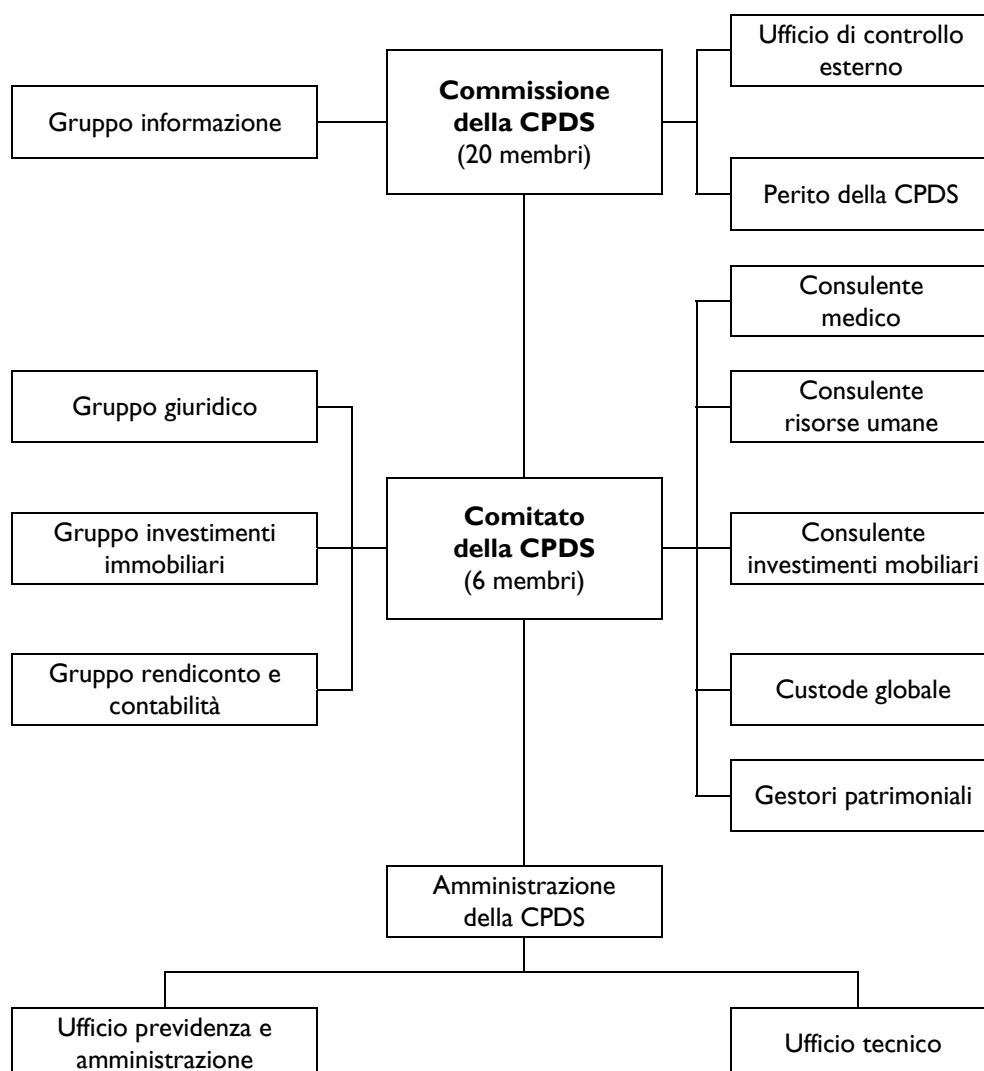 Ufficio di controllo
esterno
Commissione
della CPDS
(20 membri)
Gruppo informazione
Perito della CPDS
Consulente
medico
Gruppo giuridico
Consulente
risorse umane
Comitato
della CPDS
(6 membri)
Gruppo investimenti
immobiliari
Consulente
investimenti mobiliari
Gruppo rendiconto e
contabilità
Custode globale
Gestori patrimoniali
Amministrazione
della CPDS
Ufficio previdenza e
amministrazione
Ufficio tecnico